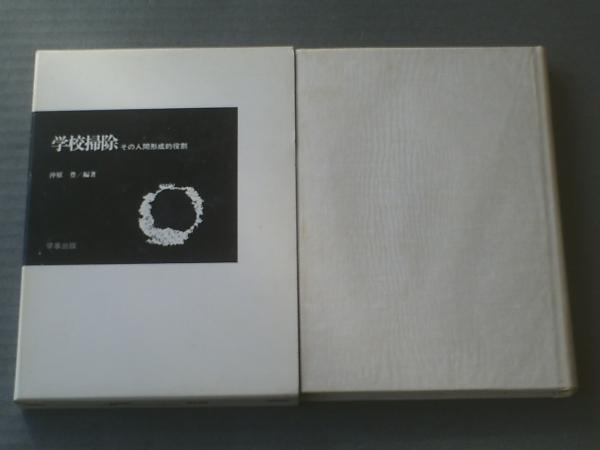 学校掃除 その人間形成的役割
沖原 豊／編著
学事出版